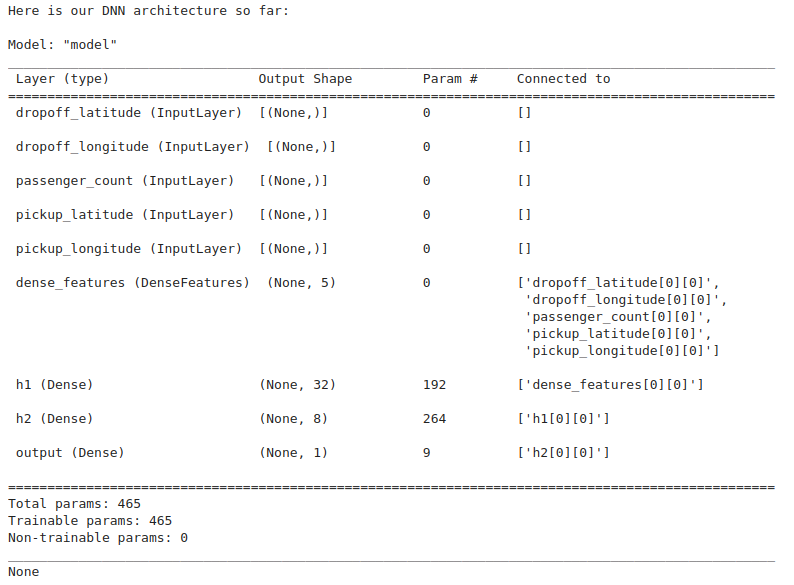 Here is our DNN architecture so far:
Model: "model"
__________________________________________________________________________________________________
 Layer (type)                   Output Shape         Param #     Connected to
==================================================================================================
 dropoff_latitude (InputLayer)  [(None,)]            0           []
 dropoff_longitude (InputLayer)  [(None,)]           0           []
 passenger_count (InputLayer)   [(None,)]            0           []
 pickup_latitude (InputLayer)   [(None,)]            0           []
 pickup_longitude (InputLayer)  [(None,)]            0           []
 dense_features (DenseFeatures)  (None, 5)           0           ['dropoff_latitude[0][0]',
                                                                  'dropoff_longitude[0][0]',
                                                                  'passenger_count[0][0]',
                                                                  'pickup_latitude[0][0]',
                                                                  'pickup_longitude[0][0]']
 h1 (Dense)                     (None, 32)           192         ['dense_features[0][0]']
 h2 (Dense)                     (None, 8)            264         ['h1[0][0]']
 output (Dense)                 (None, 1)            9           ['h2[0][0]']
==================================================================================================
Total params: 465
Trainable params: 465
Non-trainable params: 0
__________________________________________________________________________________________________
None